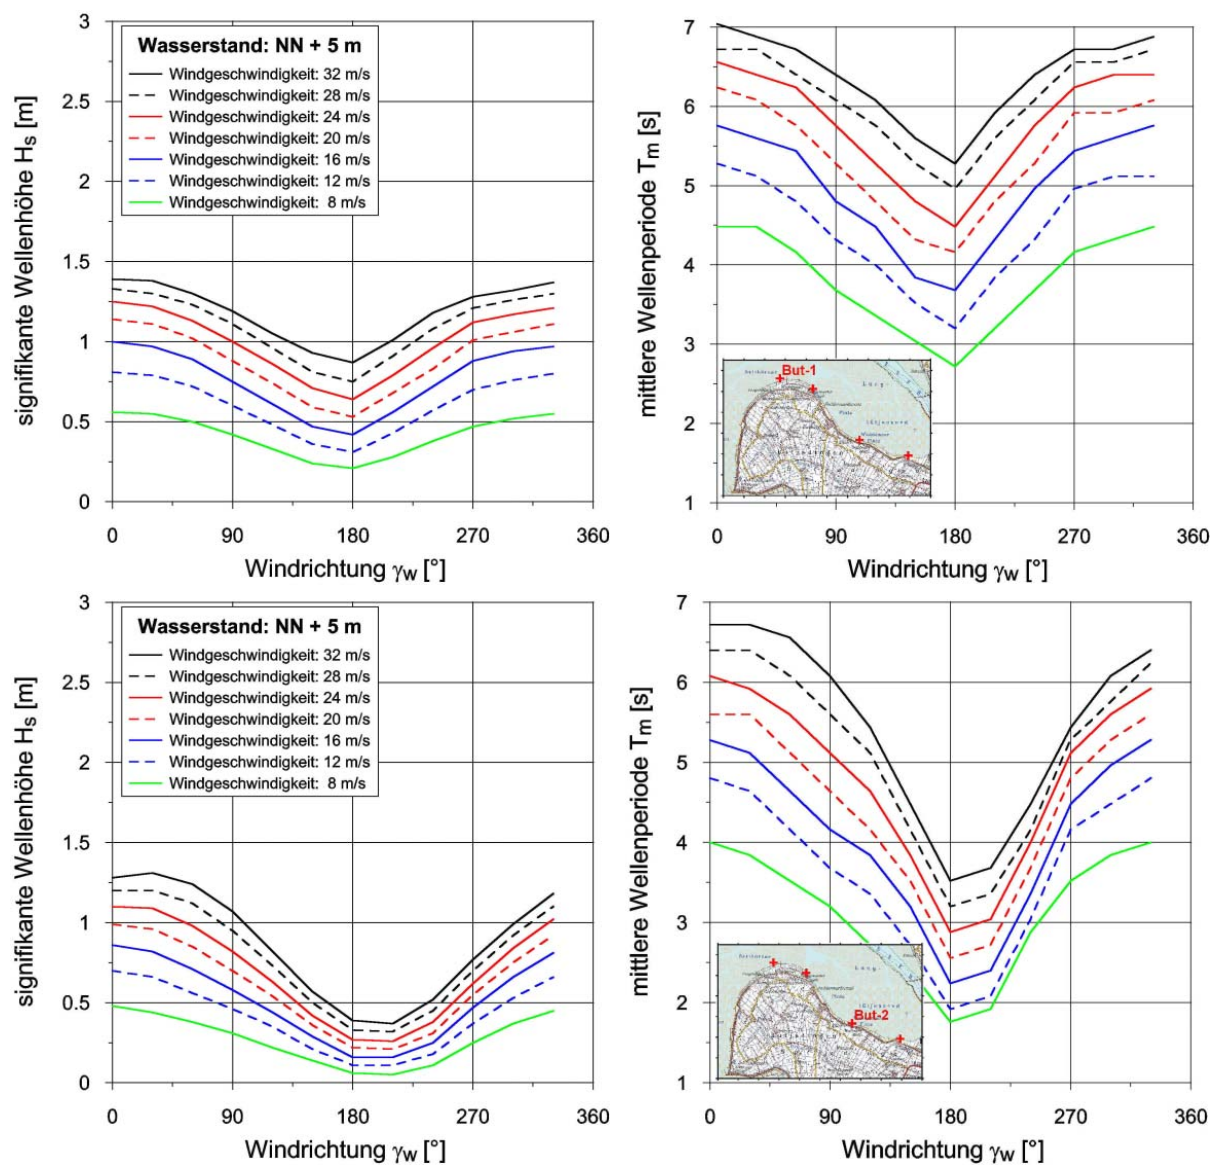 3
2.5
2
1.5
1
0.5
0
signifikante Wellenhöhe Hs [m]
Wasserstand: NN + 5 m
Windgeschwindigkeit: 32 m/s
Windgeschwindigkeit: 28 m/s
Windgeschwindigkeit: 24 m/s
Windgeschwindigkeit: 20 m/s
Windgeschwindigkeit: 16 m/s
Windgeschwindigkeit: 12 m/s
Windgeschwindigkeit: 8 m/s
0 90 180 270 360
Windrichtung γw [°]
7
6
5
4
3
2
1
mittlere Wellenperiode Tm [s]
But-1
0 90 180 270 360
Windrichtung γw [°]
3
2.5
2
1.5
1
0.5
0
signifikante Wellenhöhe Hs [m]
Wasserstand: NN + 5 m
Windgeschwindigkeit: 32 m/s
Windgeschwindigkeit: 28 m/s
Windgeschwindigkeit: 24 m/s
Windgeschwindigkeit: 20 m/s
Windgeschwindigkeit: 16 m/s
Windgeschwindigkeit: 12 m/s
Windgeschwindigkeit: 8 m/s
0 90 180 270 360
Windrichtung γw [°]
7
6
5
4
3
2
1
mittlere Wellenperiode Tm [s]
But-2
0 90 180 270 360
Windrichtung γw [°]